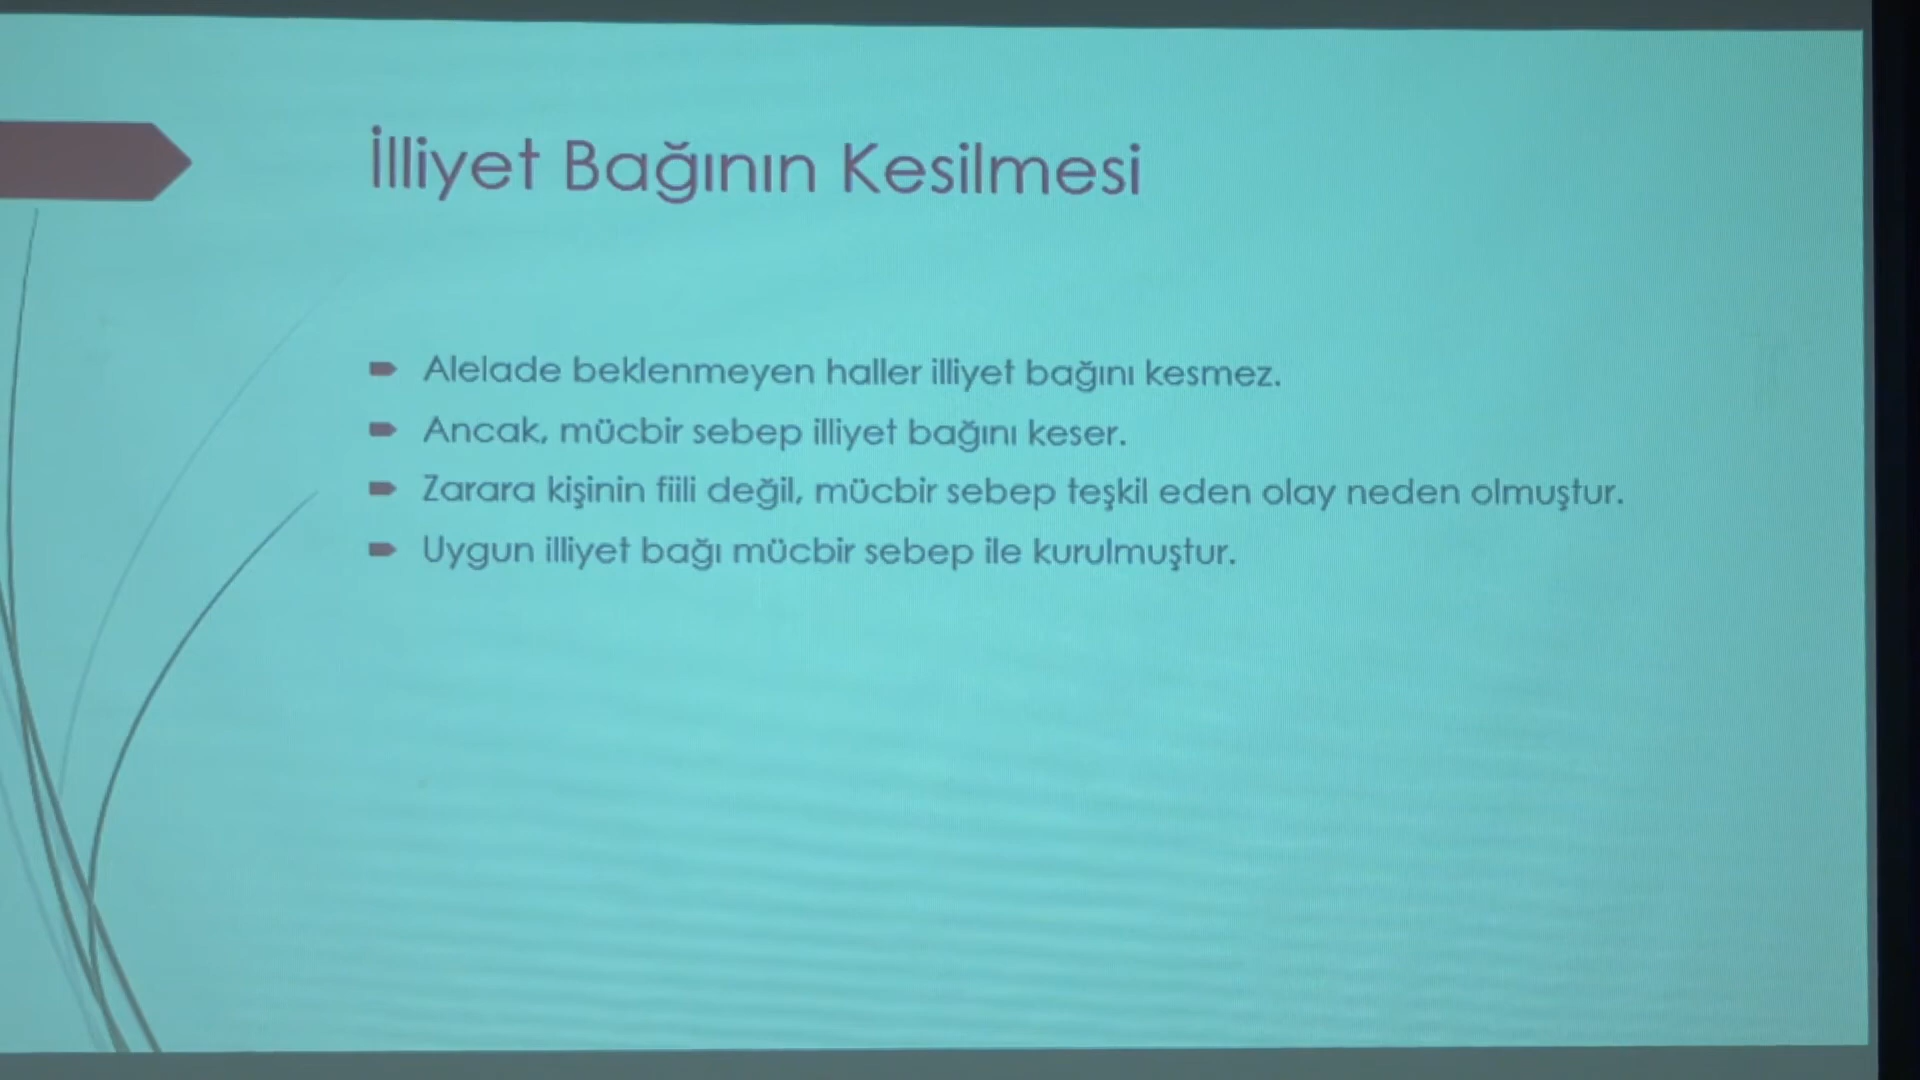 İlliyet Bağının Kesilmesi
Alelade beklenmeyen haller illiyet bağını kesmez.
Ancak, mücbir sebep illiyet bağını keser.
Zarara kişinin fiili değil, mücbir sebep teşkil eden olay neden olmuştur.
Uygun illiyet bağı mücbir sebep ile kurulmuştur.